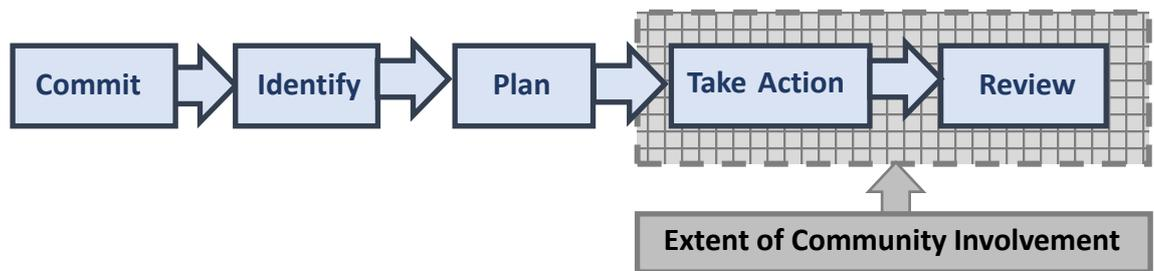 Commit
Identify
Plan
Take Action
Review
Extent of Community Involvement